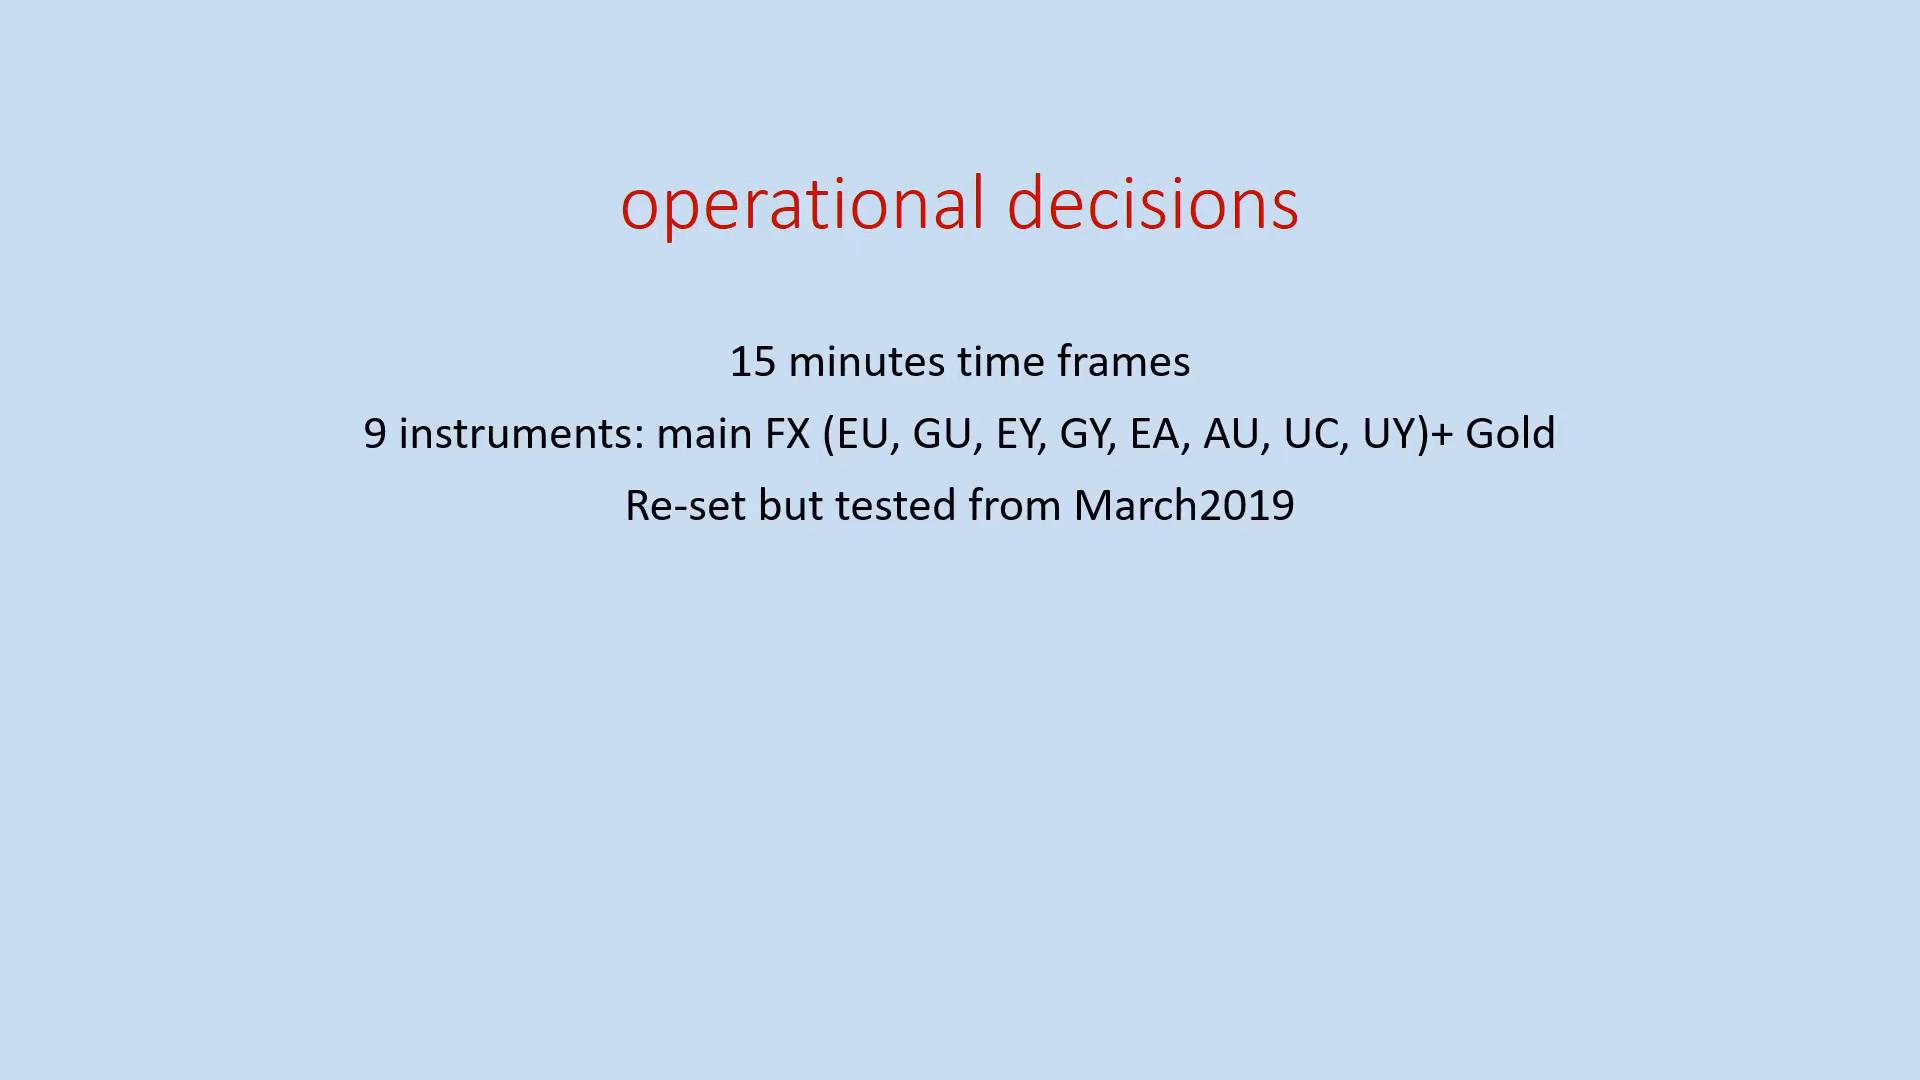 operational decisions
15 minutes time frames
9 instruments: main FX (EU, GU, EY, GY, EA, AU, UC, UY)+ Gold
Re-set but tested from March2019